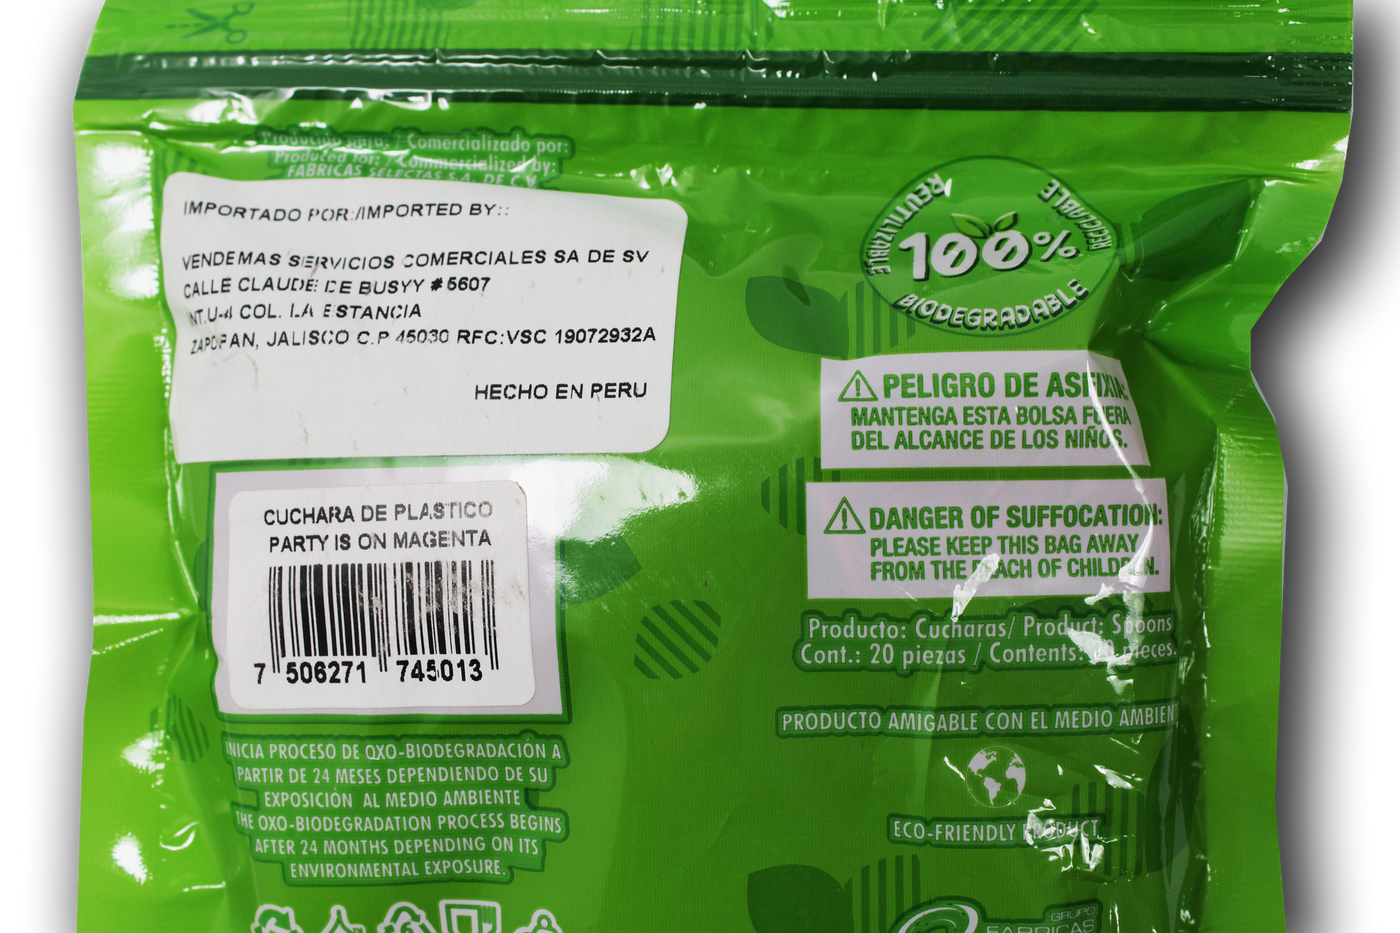 Producido para: / Comercializado por:
Produced for: / Commercialized by:
FABRICAS SELECTAS S.A. DE C.V.
IMPORTADO POR:/IMPORTED BY::
VENDEMAS SERVICIOS COMERCIALES SA DE SV
CALLE CLAUDE DE BUSYY #5607
INT.U-4 COL. LA ESTANCIA
ZAPOPAN, JALISCO C.P 45030 RFC:VSC 19072932A
HECHO EN PERU
CUCHARA DE PLASTICO
PARTY IS ON MAGENTA
7 506271 745013
INICIA PROCESO DE OXO-BIODEGRADACIÓN A
PARTIR DE 24 MESES DEPENDIENDO DE SU
EXPOSICIÓN AL MEDIO AMBIENTE
THE OXO-BIODEGRADATION PROCESS BEGINS
AFTER 24 MONTHS DEPENDING ON ITS
ENVIRONMENTAL EXPOSURE.
REUTILIZABLE
RECICLABLE
100%
BIODEGRADABLE
PELIGRO DE ASFIXIA:
MANTENGA ESTA BOLSA FUERA
DEL ALCANCE DE LOS NIÑOS.
DANGER OF SUFFOCATION:
PLEASE KEEP THIS BAG AWAY
FROM THE REACH OF CHILDREN.
Producto: Cucharas/ Product: Spoons
Cont.: 20 piezas / Contents: 20 pieces.
PRODUCTO AMIGABLE CON EL MEDIO AMBIEN
ECO-FRIENDLY PRODUCT
GRUPO
FABRICAS